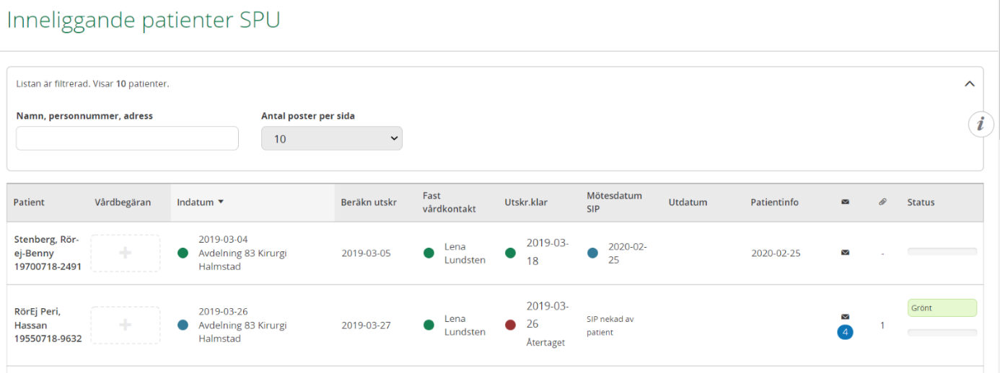 Inneliggande patienter SPU
Listan är filtrerad. Visar 10 patienter.
Namn, personnummer, adress
Antal poster per sida
10
i
Patient
Vårdbegäran
Indatum
Beräkn utskr
Fast
vårdkontakt
Utskr.klar
Mötesdatum
SIP
Utdatum
Patientinfo
Status
Stenberg, Rör-
ej-Benny
19700718-2491
2019-03-04
Avdelning 83 Kirurgi
Halmstad
2019-03-05
Lena
Lundsten
2019-03-
18
2020-02-
25
2020-02-25
-
RörEj Peri,
Hassan
19550718-9632
2019-03-26
Avdelning 83 Kirurgi
Halmstad
2019-03-27
Lena
Lundsten
2019-03-
26
Återtaget
SIP nekad av
patient
4
1
Grönt